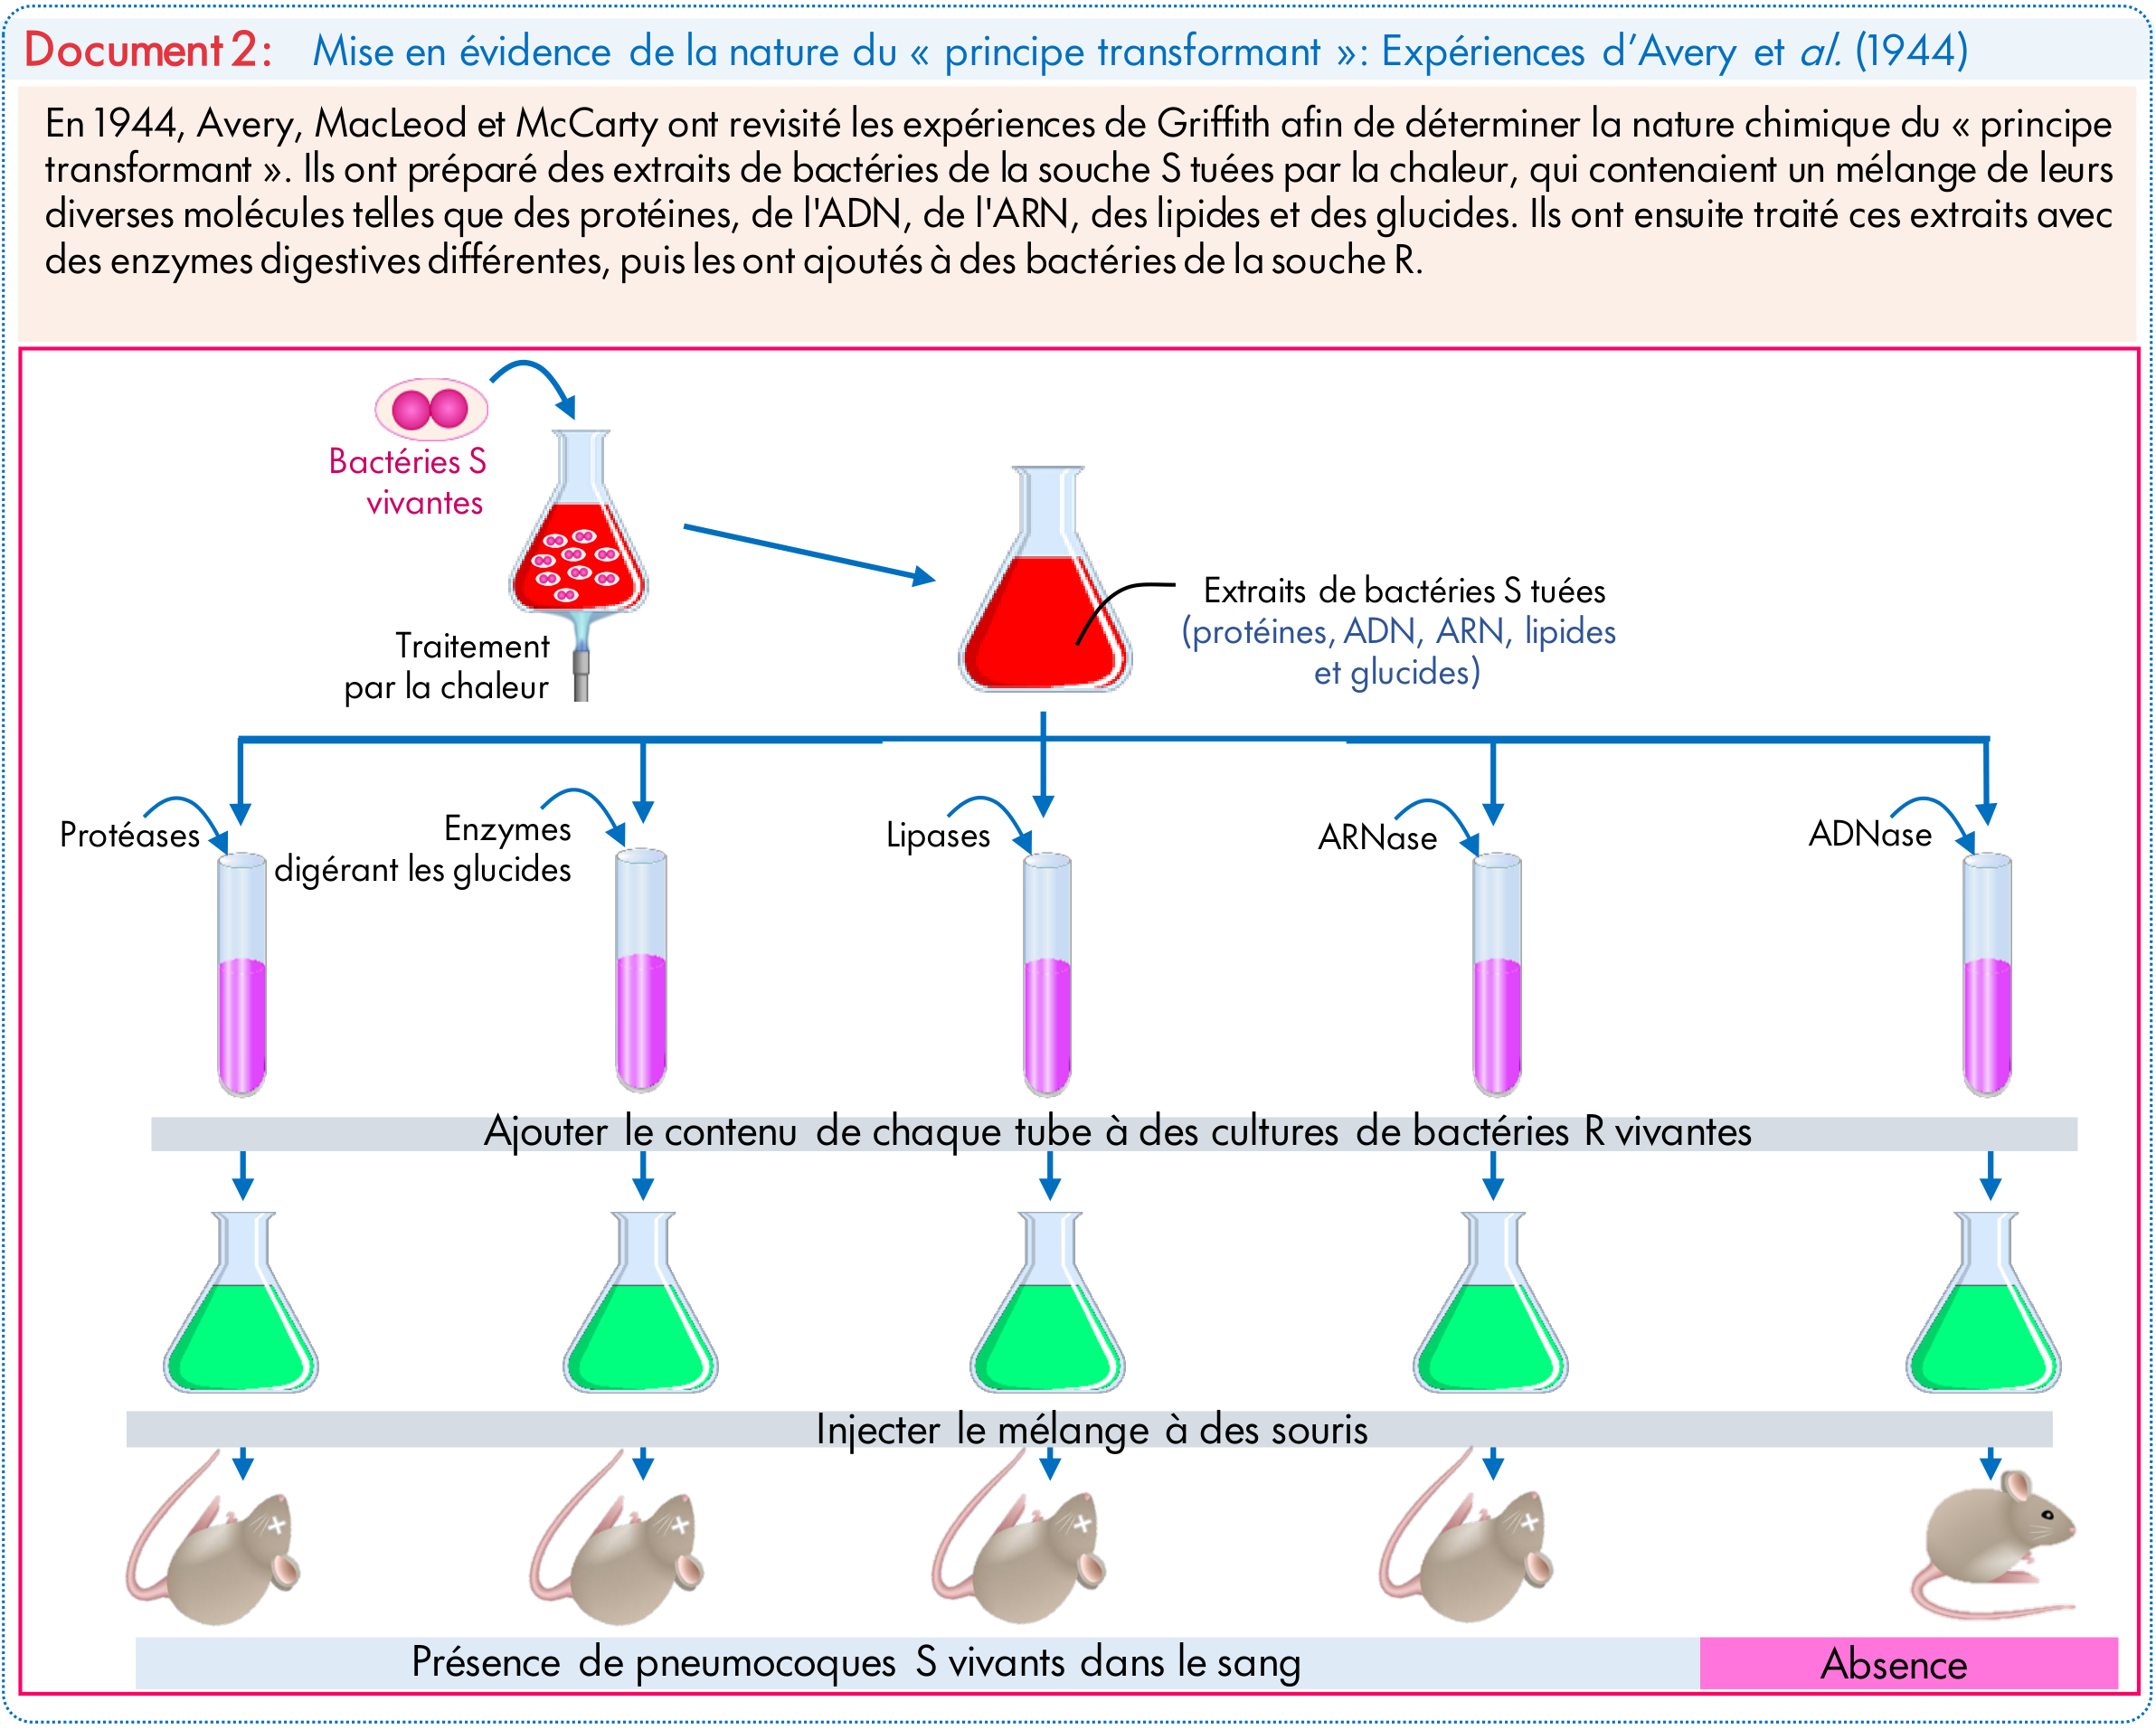 Document 2: Mise en évidence de la nature du « principe transformant »: Expériences d’Avery et al. (1944)
En 1944, Avery, MacLeod et McCarty ont revisité les expériences de Griffith afin de déterminer la nature chimique du « principe
transformant ». Ils ont préparé des extraits de bactéries de la souche S tuées par la chaleur, qui contenaient un mélange de leurs
diverses molécules telles que des protéines, de l'ADN, de l'ARN, des lipides et des glucides. Ils ont ensuite traité ces extraits avec
des enzymes digestives différentes, puis les ont ajoutés à des bactéries de la souche R.
Bactéries S
vivantes
Traitement
par la chaleur
Extraits de bactéries S tuées
(protéines, ADN, ARN, lipides
et glucides)
Protéases
Enzymes
digérant les glucides
Lipases
ARNase
ADNase
Ajouter le contenu de chaque tube à des cultures de bactéries R vivantes
Injecter le mélange à des souris
Présence de pneumocoques S vivants dans le sang
Absence